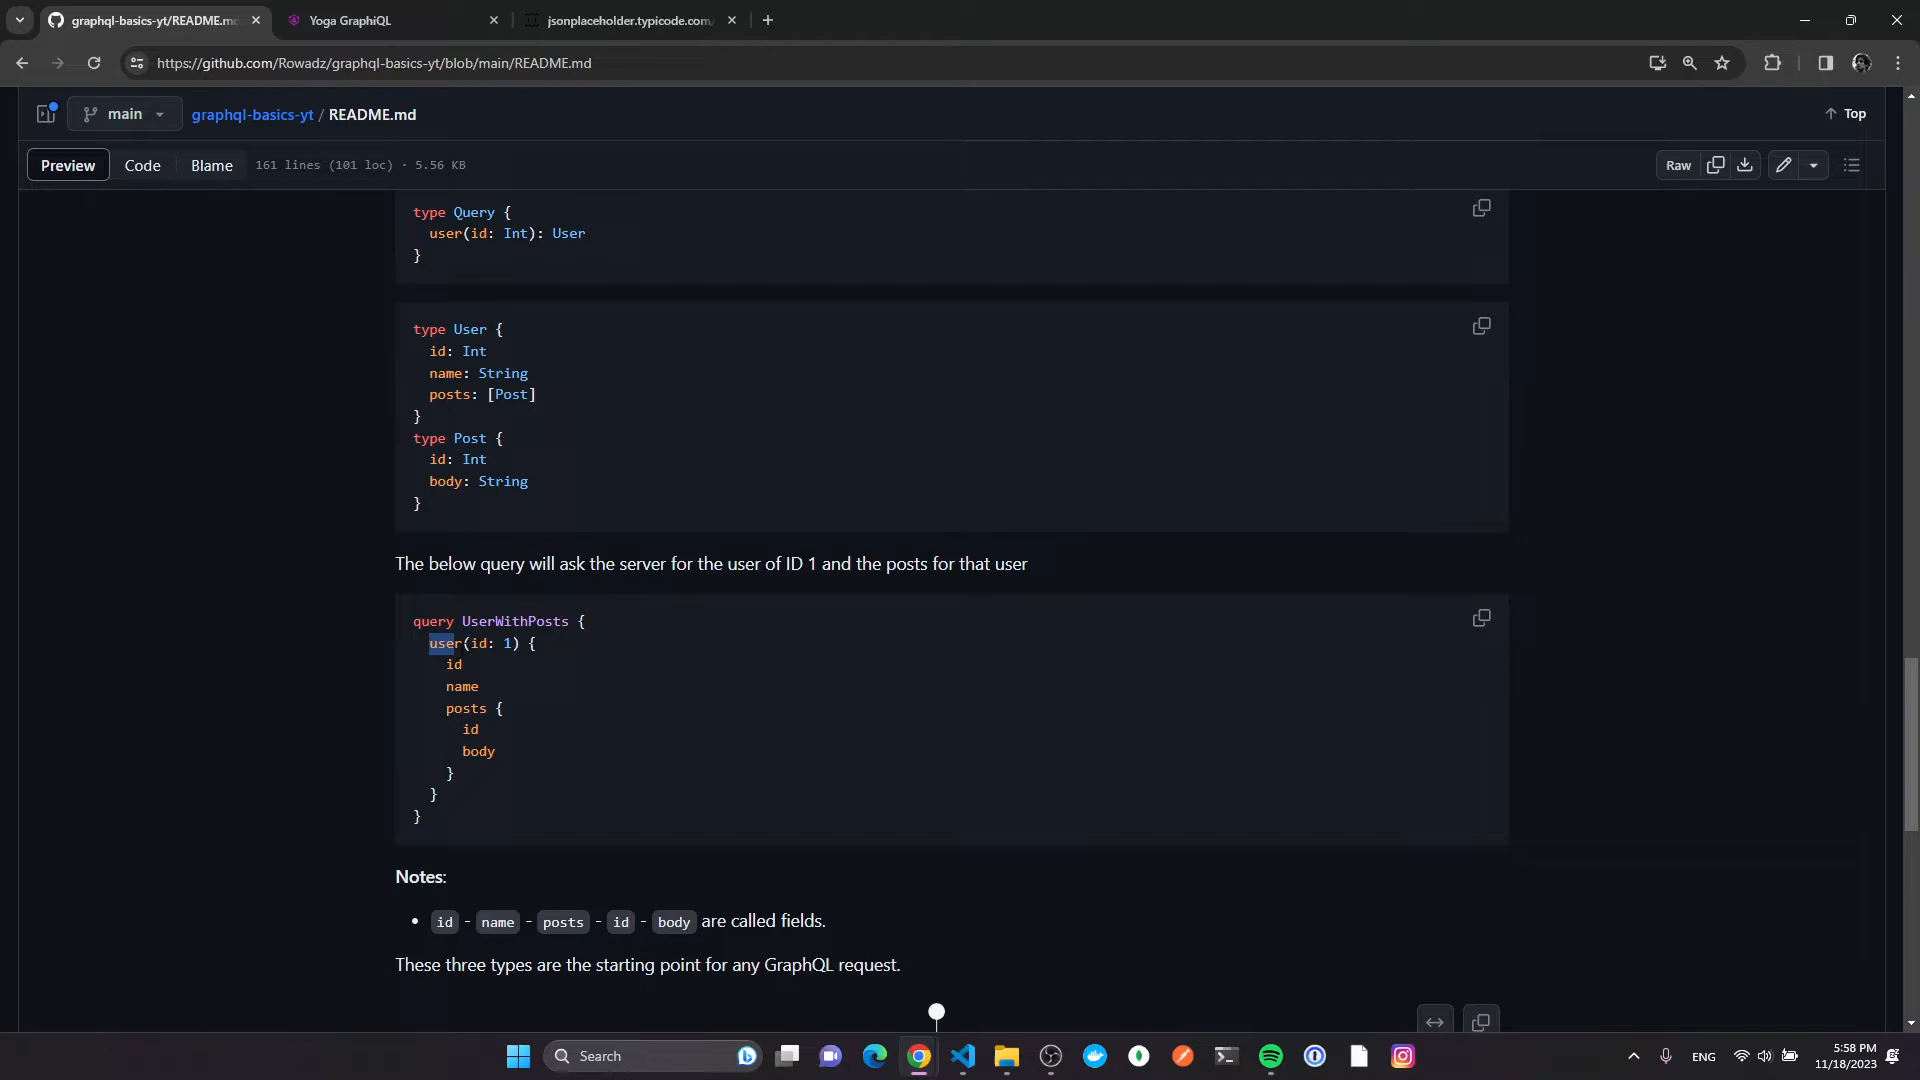 graphql-basics-yt/README.m
Yoga GraphiQL
jsonplaceholder.typicode.com
https://github.com/Rowadz/graphql-basics-yt/blob/main/README.md
main
graphql-basics-yt / README.md
Top
Preview
Code
Blame
161 lines (101 loc) · 5.56 KB
Raw
type Query {
  user(id: Int): User
}
type User {
  id: Int
  name: String
  posts: [Post]
}
type Post {
  id: Int
  body: String
}
The below query will ask the server for the user of ID 1 and the posts for that user
query UserWithPosts {
  user(id: 1) {
    id
    name
    posts {
      id
      body
    }
  }
}
Notes:
• id - name - posts - id - body are called fields.
These three types are the starting point for any GraphQL request.
Search
ENG
5:58 PM
11/18/2023